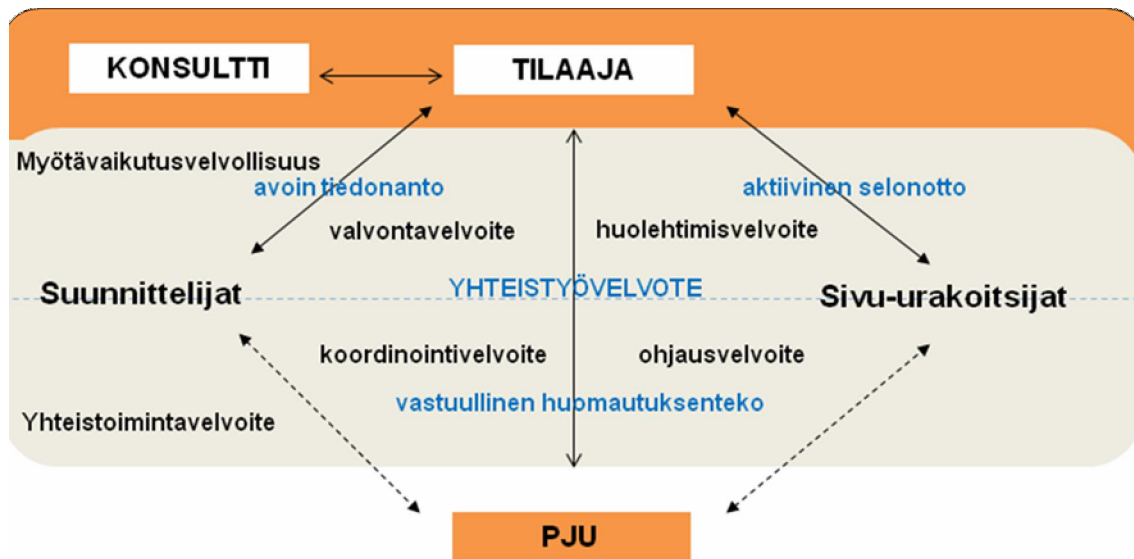 KONSULTTI
TILAAJA
Myötävaikutusvelvollisuus
avoin tiedonanto
aktiivinen selonotto
valvontavelvoite
huolehtimisvelvoite
Suunnittelijat
YHTEISTYÖVELVOTE
Sivu-urakoitsijat
koordinointivelvoite
ohjausvelvoite
vastuullinen huomautuksenteko
Yhteistoimintavelvoite
PJU